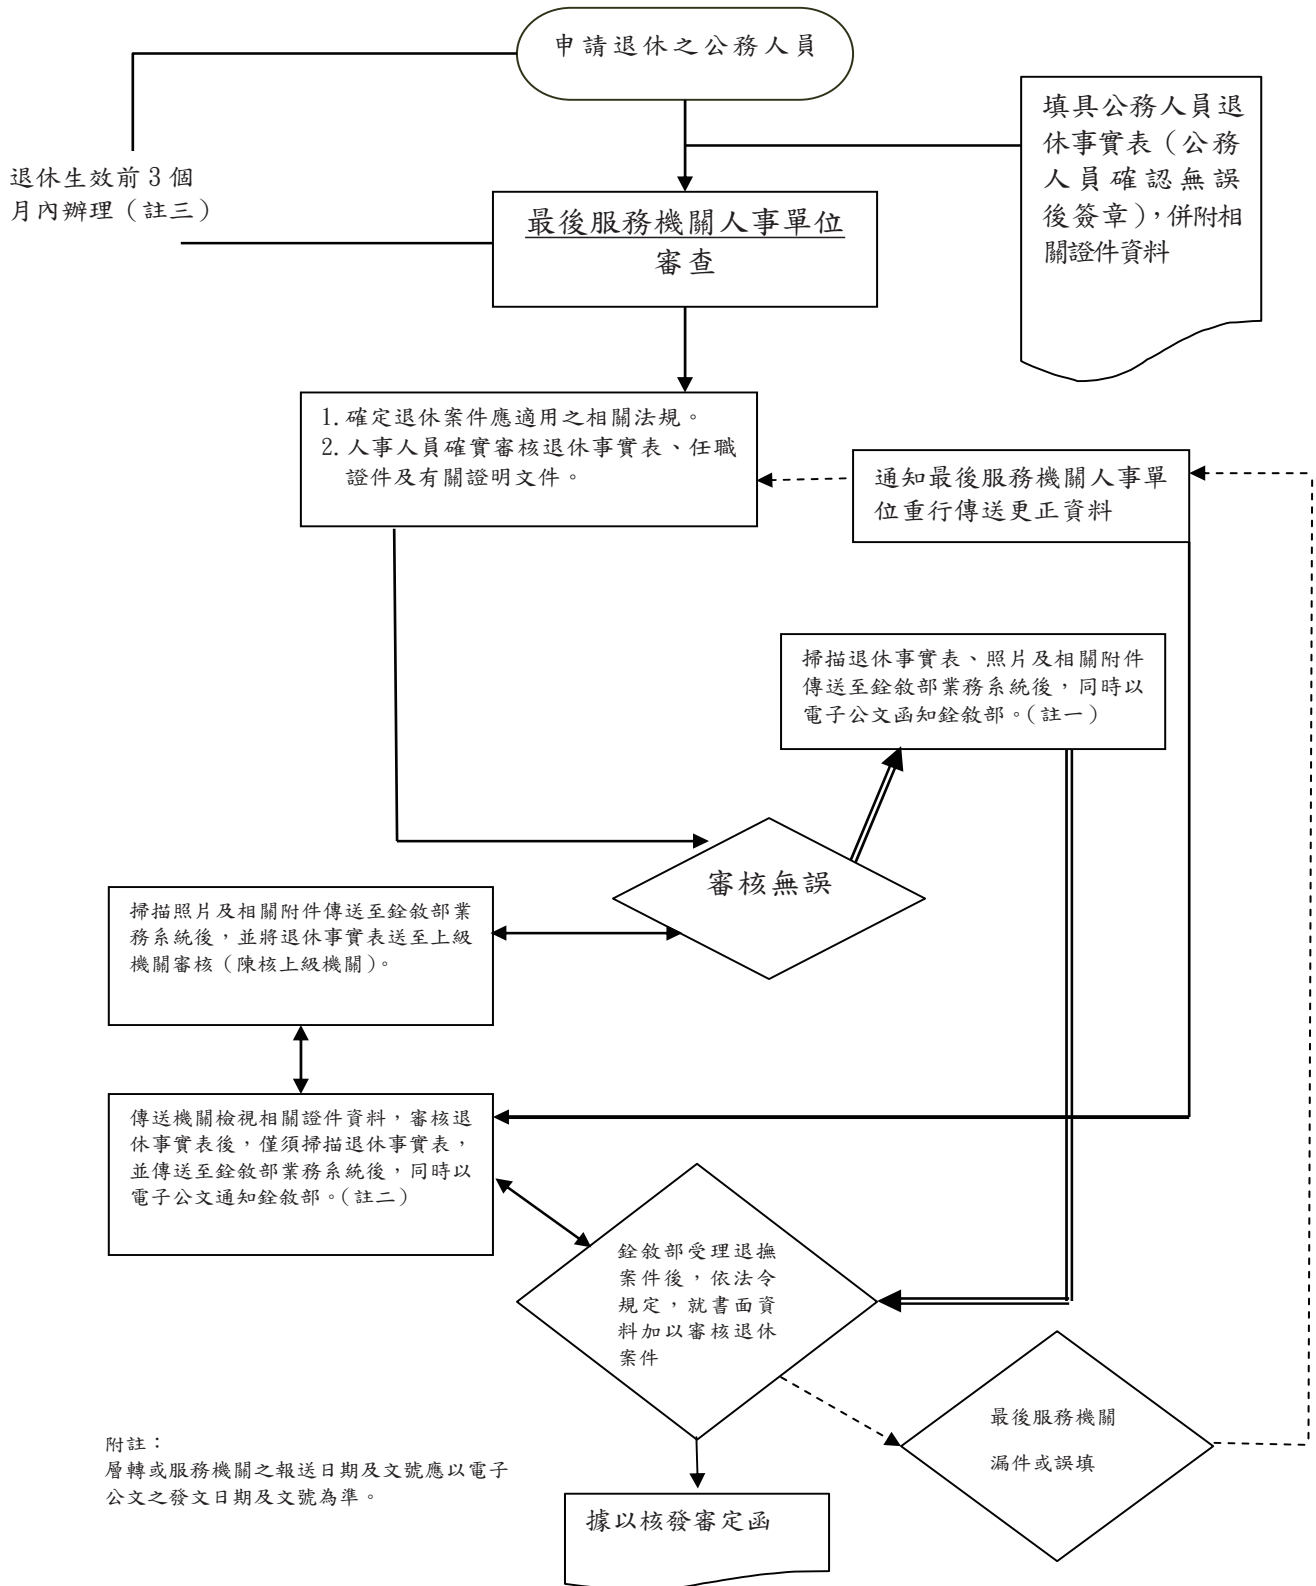 申請退休之公務人員
填具公務人員退
休事實表（公務
人員確認無誤
後簽章），併附相
關證件資料
退休生效前3個
月內辦理（註三）
最後服務機關人事單位
審查
1.確定退休案件應適用之相關法規。
2.人事人員確實審核退休事實表、任職
證件及有關證明文件。
通知最後服務機關人事單
位重行傳送更正資料
掃描退休事實表、照片及相關附件
傳送至銓敘部業務系統後，同時以
電子公文函知銓敘部。（註一）
審核無誤
掃描照片及相關附件傳送至銓敘部業
務系統後，並將退休事實表送至上級
機關審核（陳核上級機關）。
傳送機關檢視相關證件資料，審核退
休事實表後，僅須掃描退休事實表，
並傳送至銓敘部業務系統後，同時以
電子公文通知銓敘部。（註二）
銓敘部受理退撫
案件後，依法令
規定，就書面資
料加以審核退休
案件
最後服務機關
漏件或誤填
附註：
層轉或服務機關之報送日期及文號應以電子
公文之發文日期及文號為準。
據以核發審定函